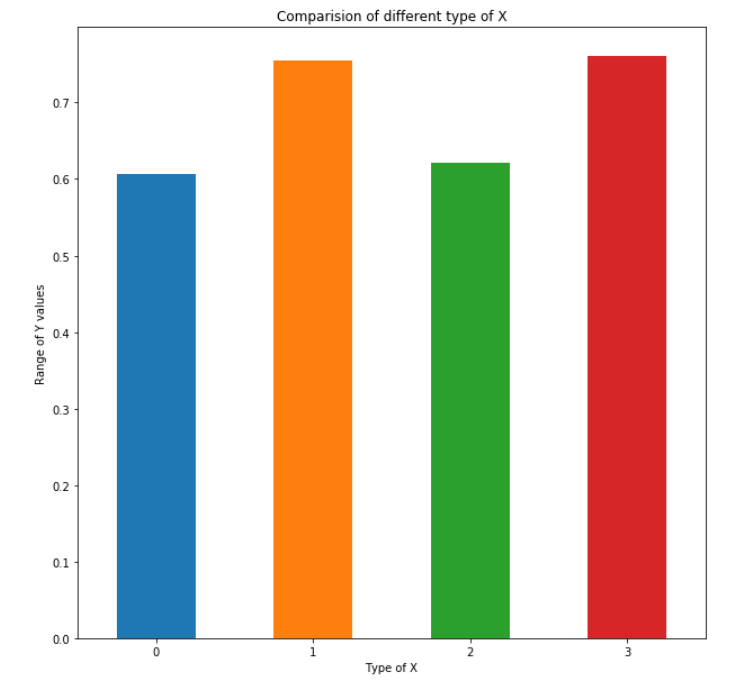 Comparision of different type of X
Range of Y values
0.7
0.6
0.5
0.4
0.3
0.2
0.1
0.0
0 1 2 3
Type of X